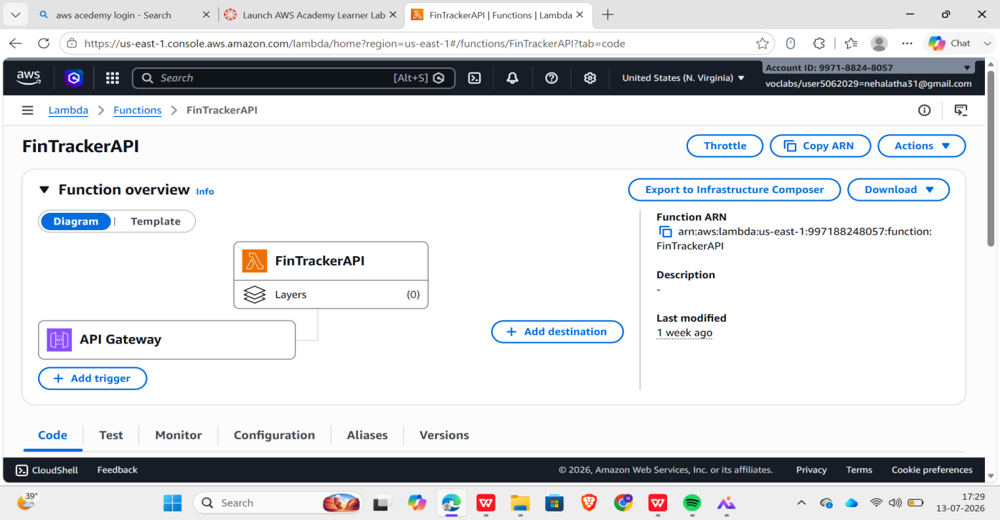 aws acedemy login - Search
Launch AWS Academy Learner Lab
FinTrackerAPI | Functions | Lambda
https://us-east-1.console.aws.amazon.com/lambda/home?region=us-east-1#/functions/FinTrackerAPI?tab=code
Chat
aws
Search [Alt+S]
United States (N. Virginia)
Account ID: 9971-8824-8057
voclabs/user5062029=nehalatha31@gmail.com
Lambda > Functions > FinTrackerAPI
FinTrackerAPI
Throttle
Copy ARN
Actions
Function overview Info
Export to Infrastructure Composer
Download
Diagram | Template
FinTrackerAPI
Layers (0)
API Gateway
+ Add trigger
+ Add destination
Function ARN
arn:aws:lambda:us-east-1:997188248057:function:
FinTrackerAPI
Description
-
Last modified
1 week ago
Code
Test
Monitor
Configuration
Aliases
Versions
CloudShell
Feedback
© 2026, Amazon Web Services, Inc. or its affiliates.
Privacy
Terms
Cookie preferences
39°
Search
N
17:29
13-07-2026